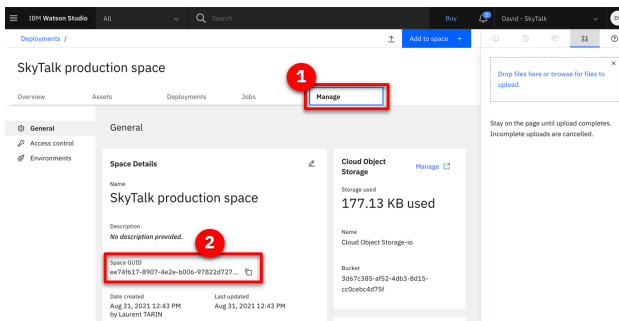 IBM Watson Studio
All
Search
Buy
David - SkyTalk
DS
Deployments /
Add to space +
SkyTalk production space
1
Overview
Assets
Deployments
Jobs
Manage
General
Access control
Environments
General
Space Details
Name
SkyTalk production space
Description
No description provided.
2
Space GUID
ee74f617-8907-4e2e-b006-97822d727...
Date created
Aug 31, 2021 12:43 PM
by Laurent TARIN
Last updated
Aug 31, 2021 12:43 PM
Cloud Object
Storage
Manage
Storage used
177.13 KB used
Name
Cloud Object Storage-io
Bucket
3d67c385-af52-4db3-8d15-
cc0cebc4d75f
Drop files here or browse for files to
upload.
Stay on the page until upload completes.
Incomplete uploads are cancelled.